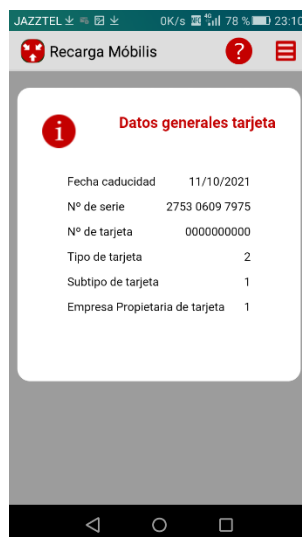 JAZZTEL 0K/s 4G 78 % 23:10
Recarga Móbilis ?
i Datos generales tarjeta
Fecha caducidad 11/10/2021
Nº de serie 2753 0609 7975
Nº de tarjeta 0000000000
Tipo de tarjeta 2
Subtipo de tarjeta 1
Empresa Propietaria de tarjeta 1